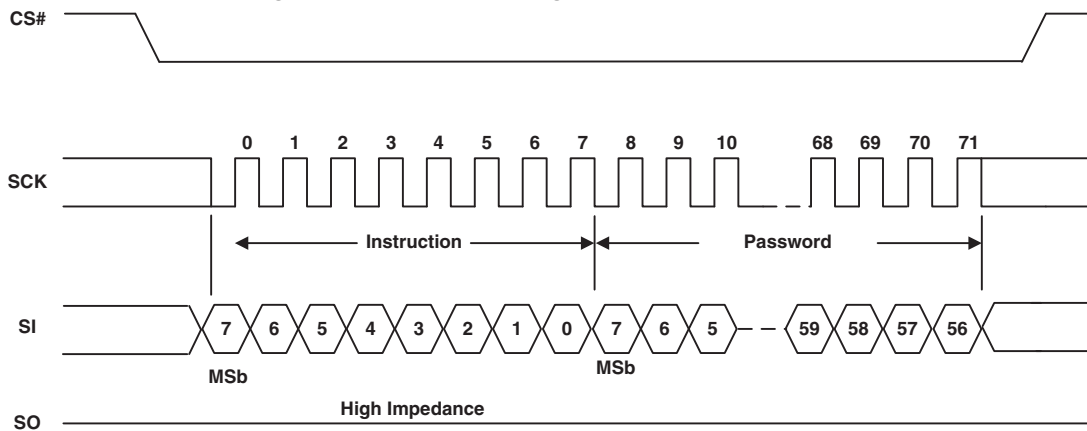 CS#
0 1 2 3 4 5 6 7 8 9 10 68 69 70 71
SCK
Instruction Password
SI 7 6 5 4 3 2 1 0 7 6 5 59 58 57 56
MSb MSb
High Impedance
SO